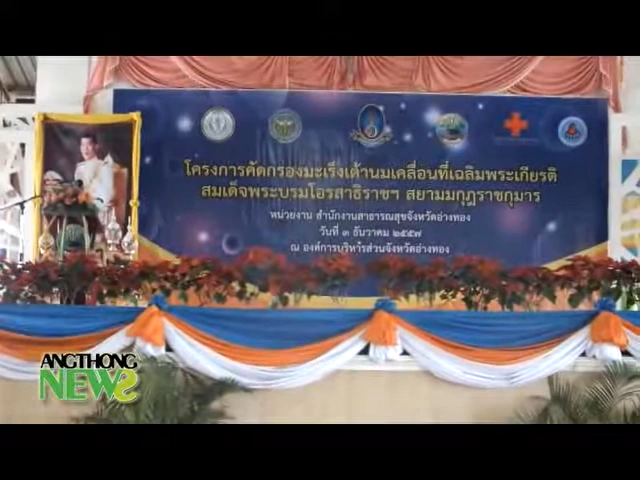 โครงการคัดกรองมะเร็งเต้านมเคลื่อนที่เฉลิมพระเกียรติ
สมเด็จพระบรมโอรสาธิราชฯ สยามมกุฎราชกุมาร
หน่วยงาน สำนักงานสาธารณสุขจังหวัดอ่างทอง
วันที่ ๓ ธันวาคม ๒๕๕๗
ณ องค์การบริหารส่วนจังหวัดอ่างทอง
ANGTHONG
NEWS